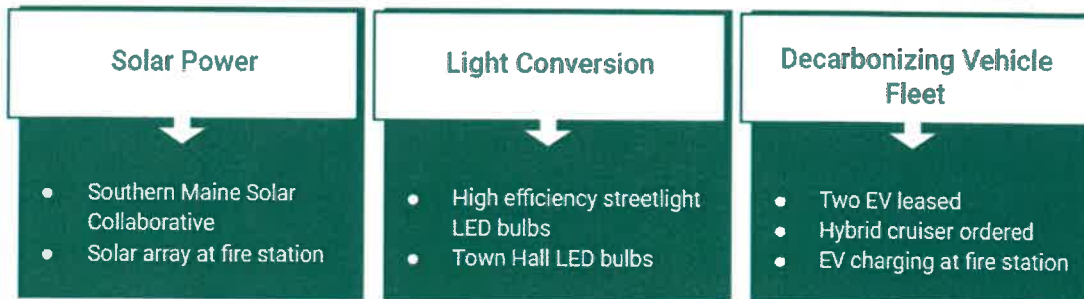 Solar Power
• Southern Maine Solar
Collaborative
• Solar array at fire station
Light Conversion
• High efficiency streetlight
LED bulbs
• Town Hall LED bulbs
Decarbonizing Vehicle
Fleet
• Two EV leased
• Hybrid cruiser ordered
• EV charging at fire station